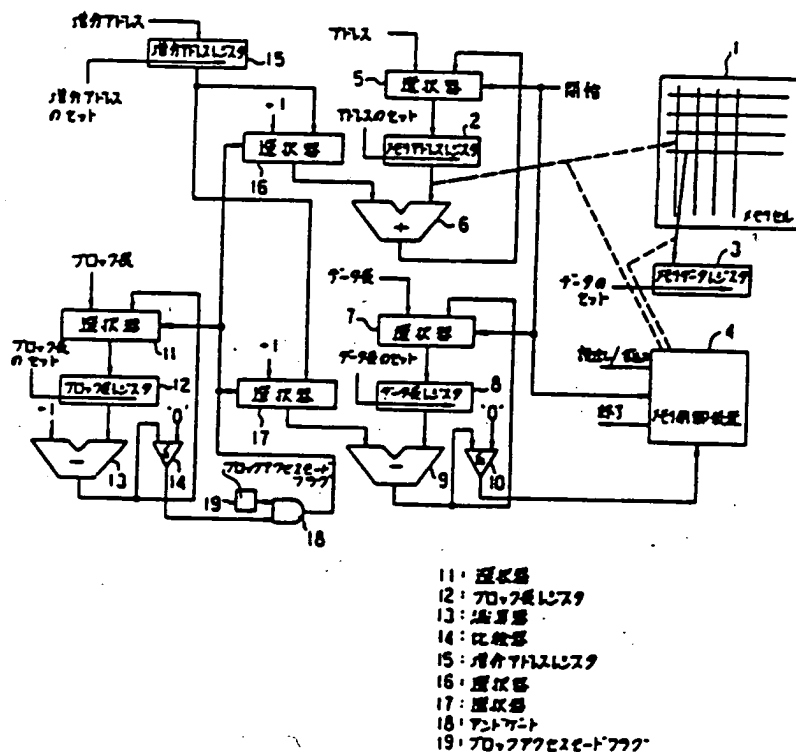 増分アドレス
増分アドレスレジスタ
15
増分アドレス
のセット
アドレス
5
選択器
開始
1
-1
選択器
16
アドレスのセット
2
メモリアドレスレジスタ
+
6
メモリセル
3
メモリデータレジスタ
データの
セット
ブロック長
選択器
11
ブロック長
のセット
ブロックレジスタ
12
-1
-
13
"0"
6
14
-1
選択器
17
ブロックアクセスモード
フラグ
19
18
データ長
7
選択器
データ長のセット
データ長レジスタ
8
"0"
-
9
6
10
4
読出し/
終了
メモリ制御装置
11: 選択器
12: ブロック長レジスタ
13: 減算器
14: 比較器
15: 増分アドレスレジスタ
16: 選択器
17: 選択器
18: アンドゲート
19: ブロックアクセスモードフラグ